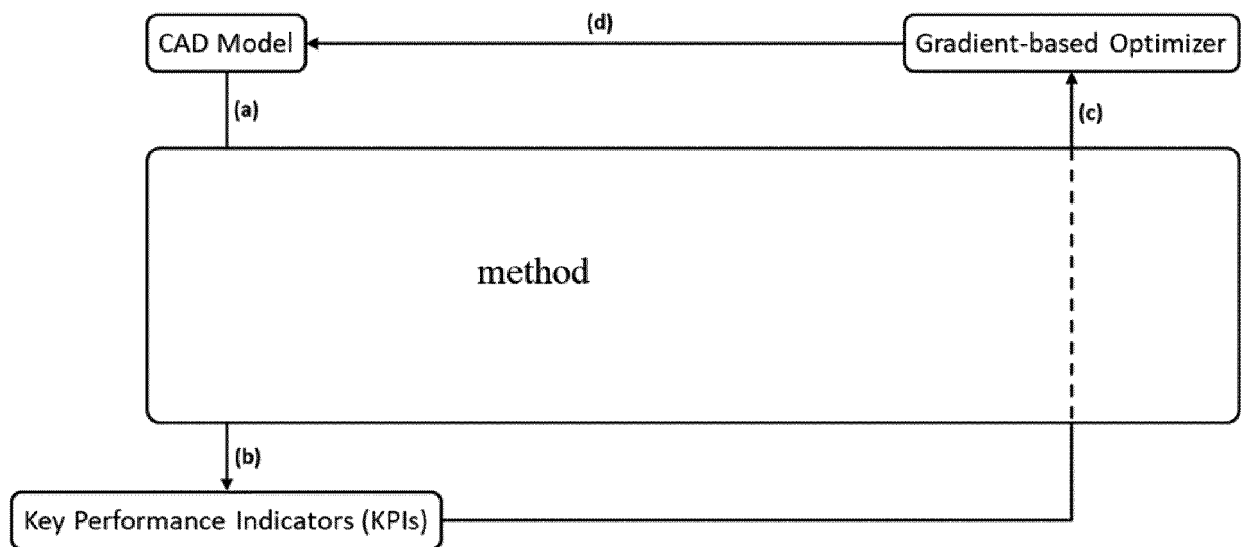 (d)
CAD Model
Gradient-based Optimizer
(a)
(c)
method
(b)
Key Performance Indicators (KPIs)